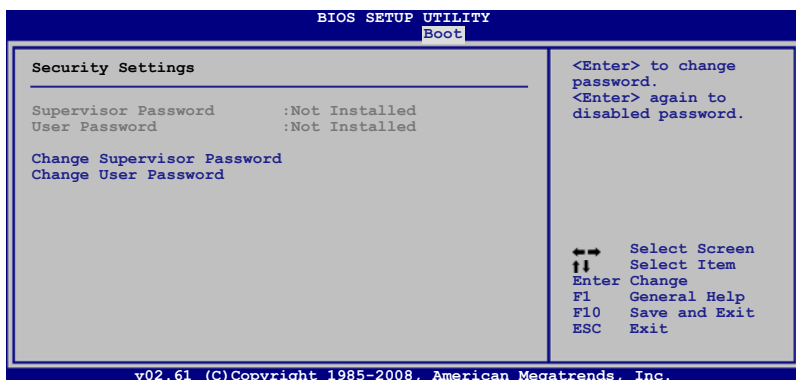 BIOS SETUP UTILITY
Boot
Security Settings
Supervisor Password :Not Installed
User Password :Not Installed
Change Supervisor Password
Change User Password
<Enter> to change
password.
<Enter> again to
disabled password.
←→ Select Screen
↑↓ Select Item
Enter Change
F1 General Help
F10 Save and Exit
ESC Exit
v02.61 (C)Copyright 1985-2008, American Megatrends, Inc.